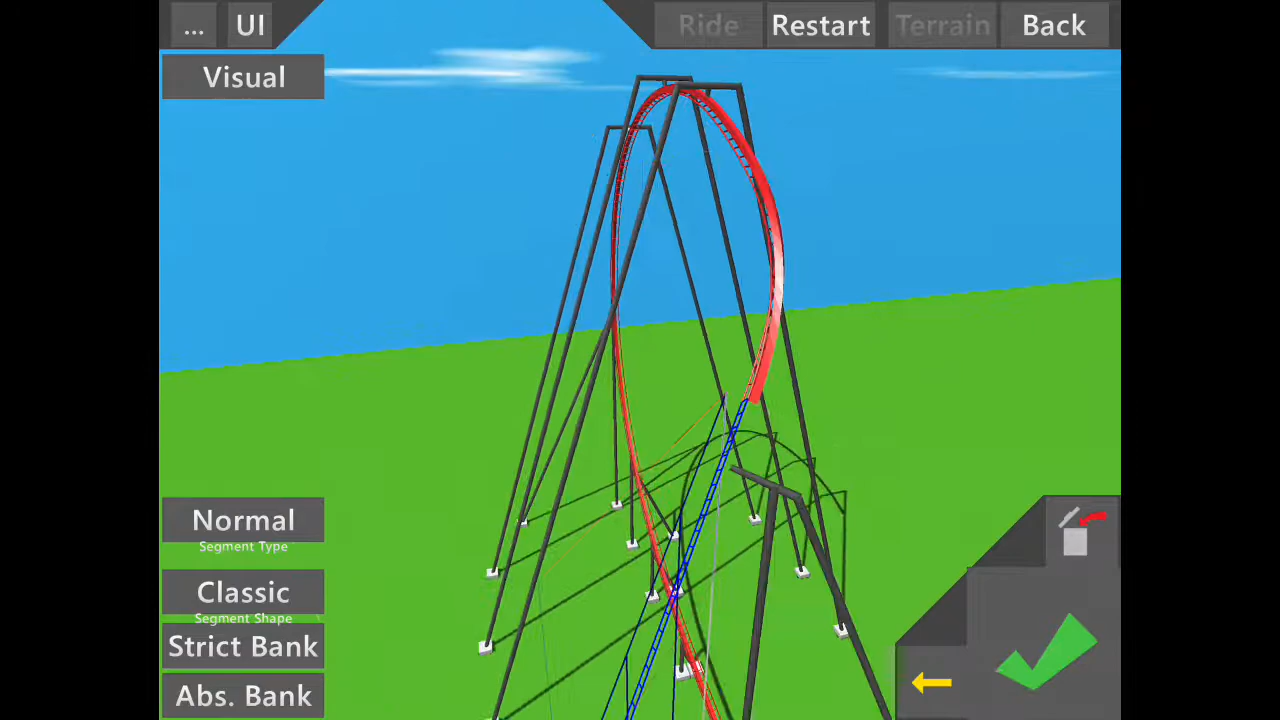 ... UI Ride Restart Terrain Back
Visual
Normal
Segment Type
Classic
Segment Shape
Strict Bank
Abs. Bank